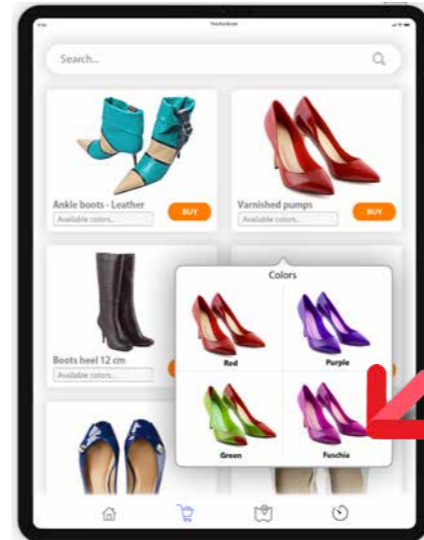 Search...
Ankle boots - Leather
Available colors..
BUY
Varnished pumps
Available colors..
BUY
Colors
Red
Purple
Green
Fuschia
Boots heel 12 cm
Available colors..